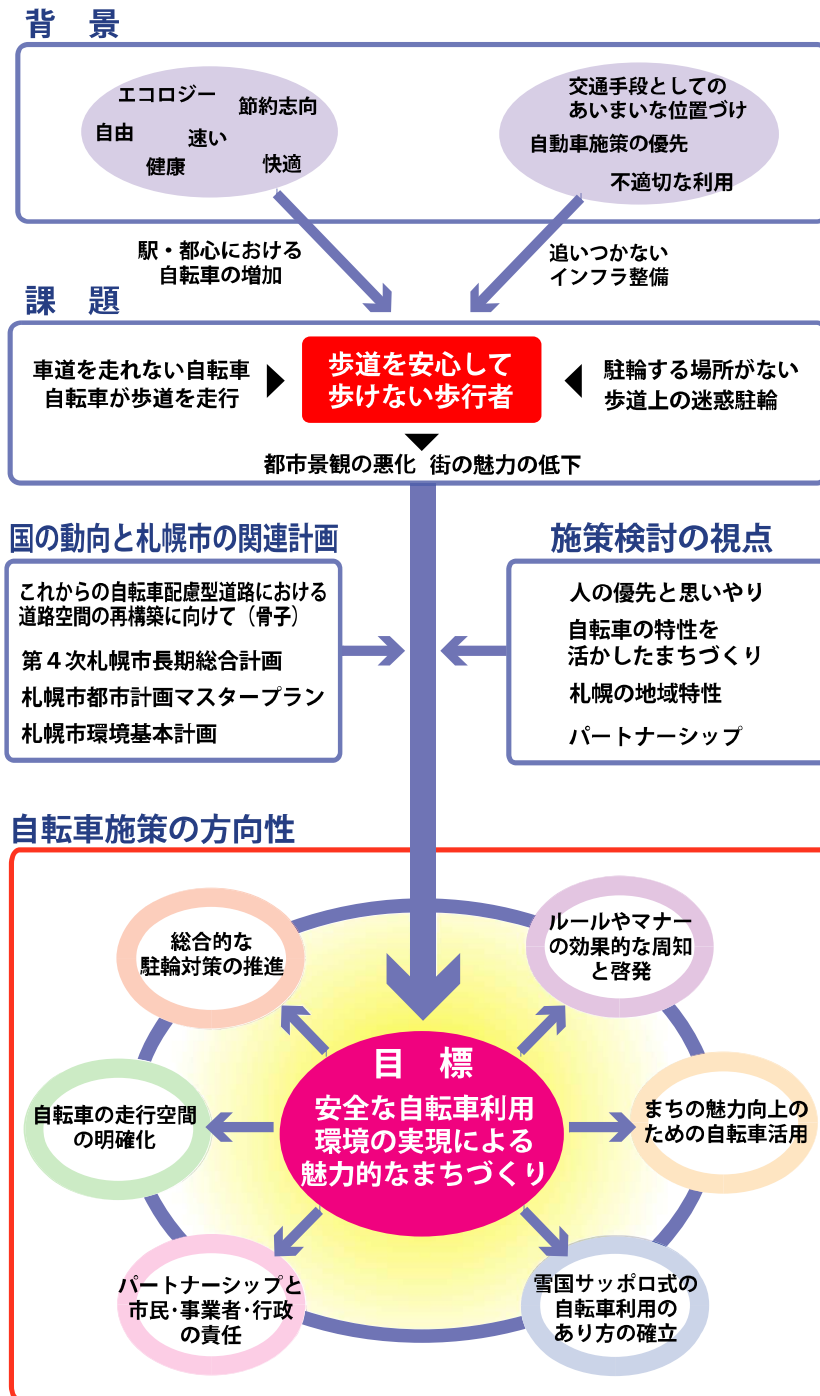 背　景
エコロジー
節約志向
自由
速い
健康
快適
交通手段としての
あいまいな位置づけ
自動車施策の優先
不適切な利用
駅・都心における
自転車の増加
追いつかない
インフラ整備
課　題
車道を走れない自転車
自転車が歩道を走行
歩道を安心して
歩けない歩行者
駐輪する場所がない
歩道上の迷惑駐輪
都市景観の悪化 街の魅力の低下
国の動向と札幌市の関連計画
これからの自転車配慮型道路における
道路空間の再構築に向けて（骨子）
第４次札幌市長期総合計画
札幌市都市計画マスタープラン
札幌市環境基本計画
施策検討の視点
人の優先と思いやり
自転車の特性を
活かしたまちづくり
札幌の地域特性
パートナーシップ
自転車施策の方向性
総合的な
駐輪対策の推進
ルールやマナー
の効果的な周知
と啓発
自転車の走行空間
の明確化
目　標
安全な自転車利用
環境の実現による
魅力的なまちづくり
まちの魅力向上の
ための自転車活用
パートナーシップと
市民・事業者・行政
の責任
雪国サッポロ式の
自転車利用の
あり方の確立